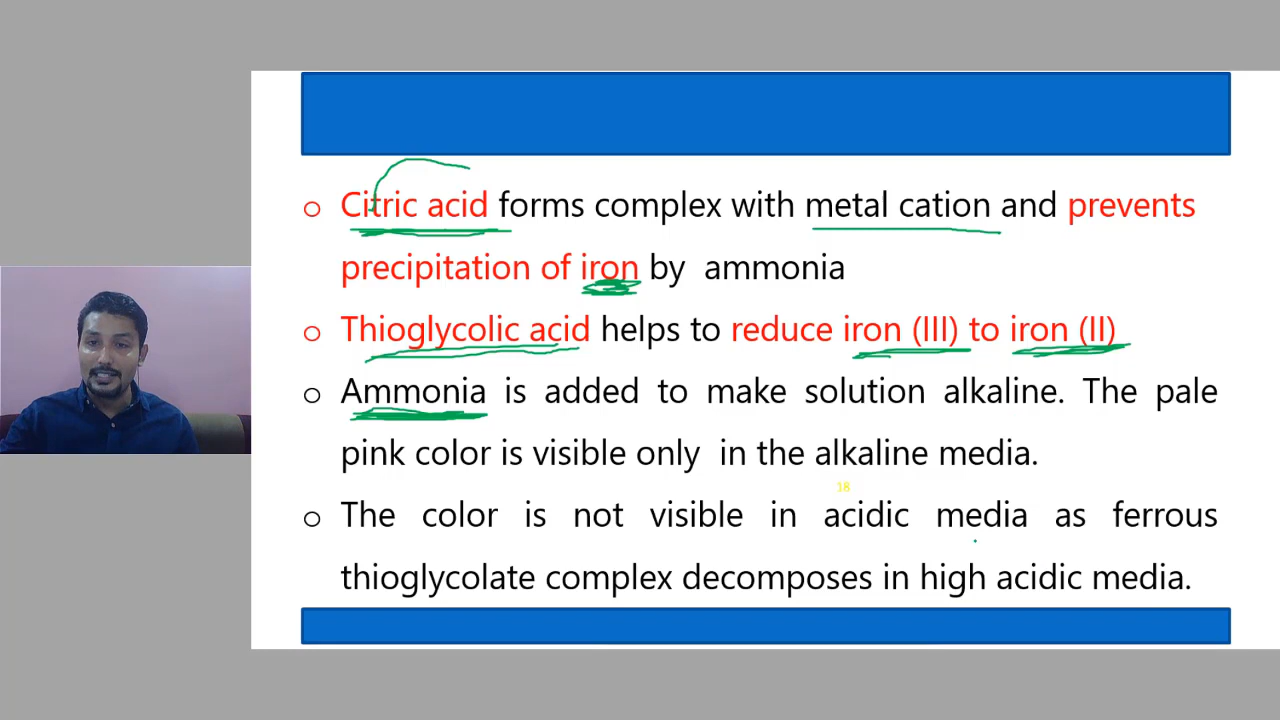 Citric acid forms complex with metal cation and prevents
precipitation of iron by ammonia
Thioglycolic acid helps to reduce iron (III) to iron (II)
Ammonia is added to make solution alkaline. The pale
pink color is visible only in the alkaline media.
18
The color is not visible in acidic media as ferrous
thioglycolate complex decomposes in high acidic media.